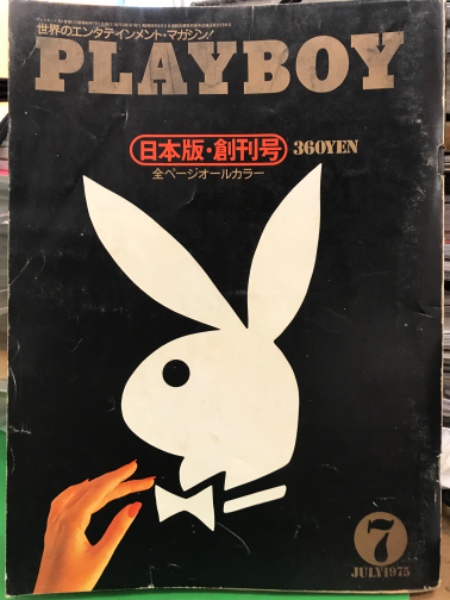 世界のエンタテインメント・マガジン!
PLAYBOY
日本版・創刊号 360YEN
全ページオールカラー
7
JULY1975